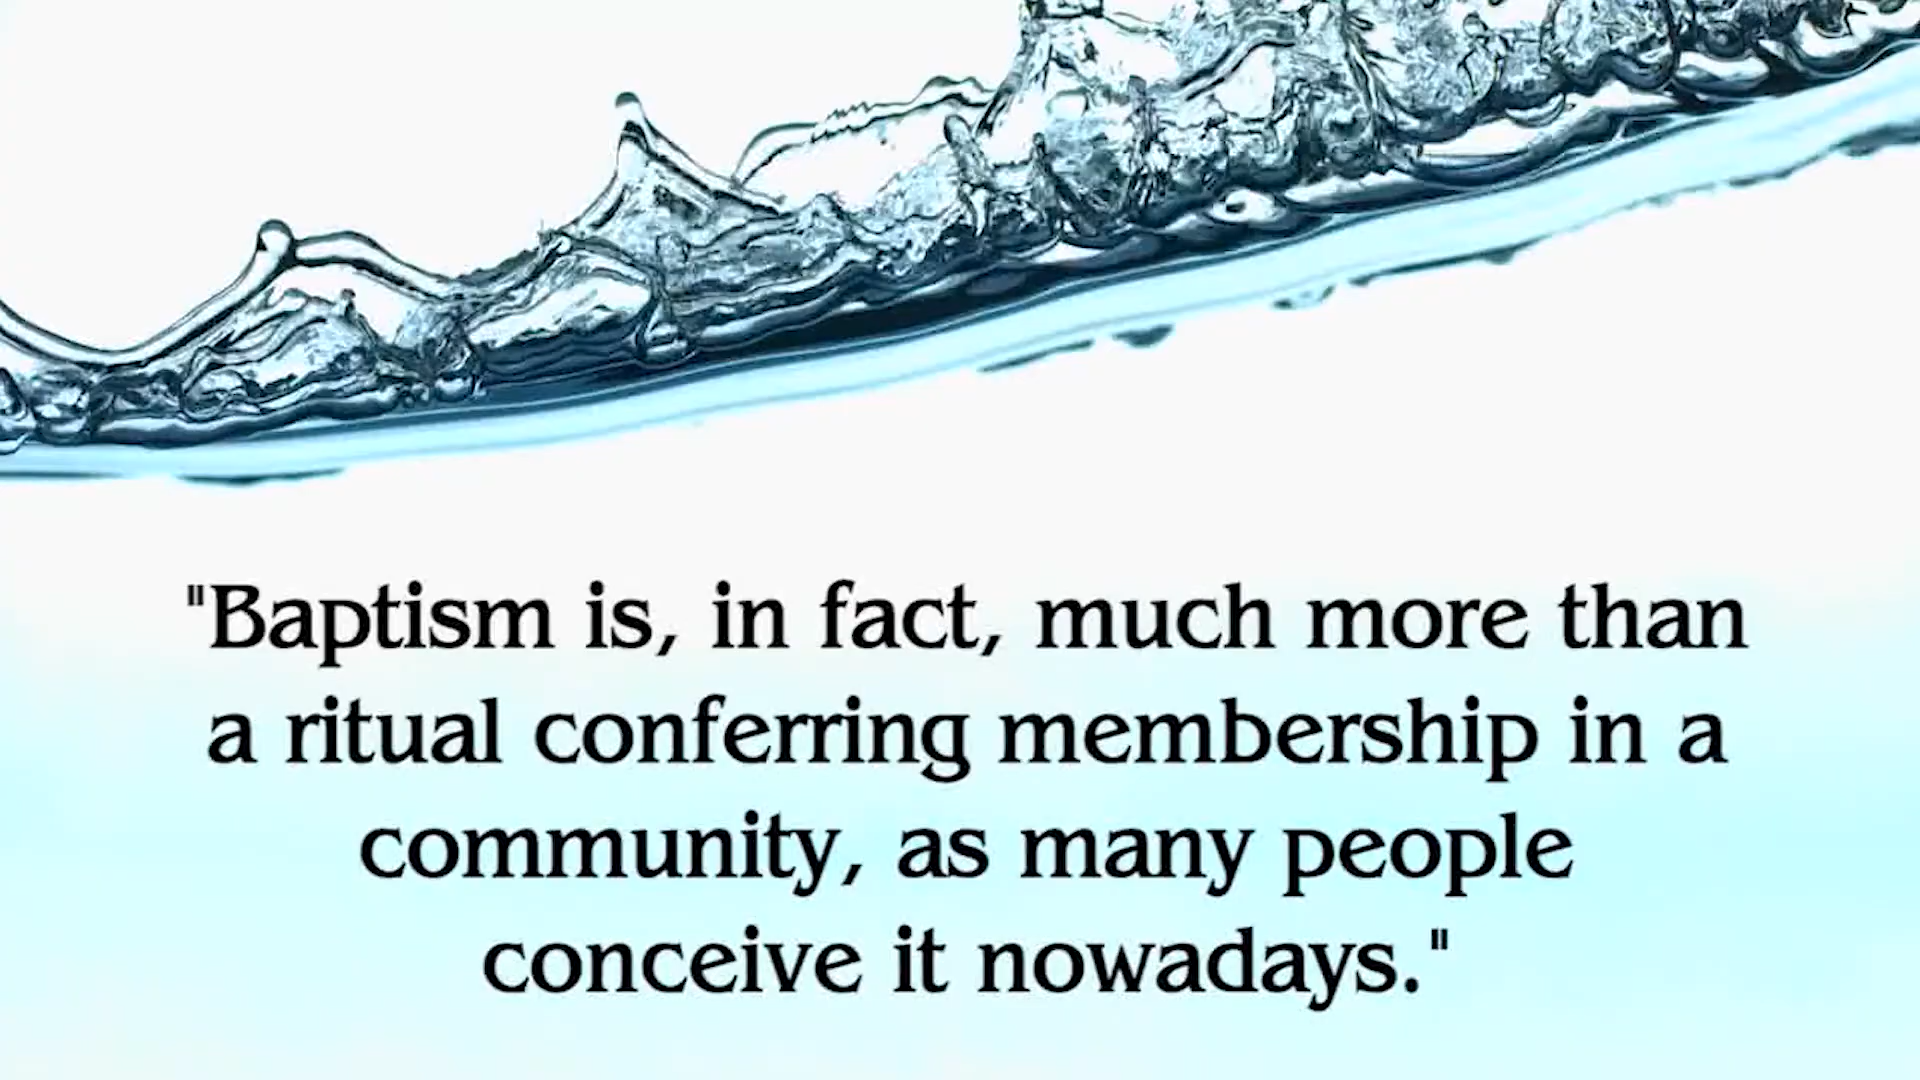 "Baptism is, in fact, much more than
a ritual conferring membership in a
community, as many people
conceive it nowadays."